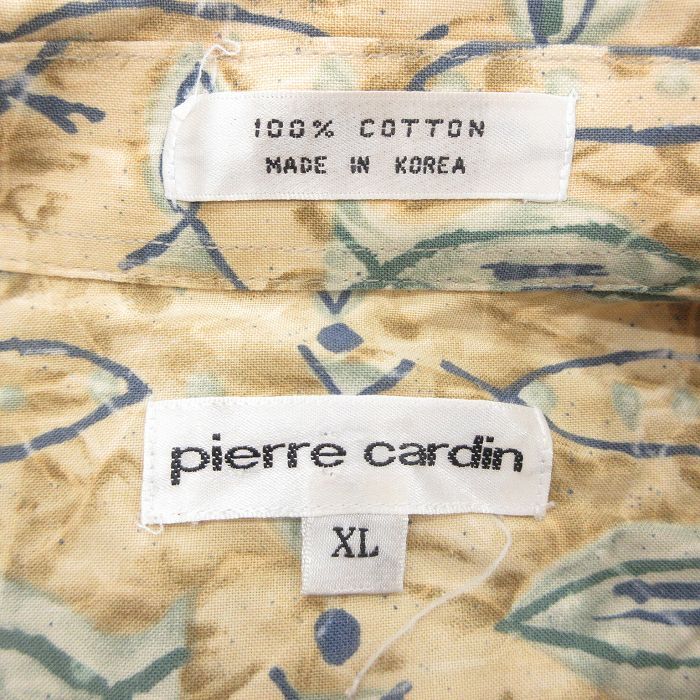 100% COTTON
MADE IN KOREA
pierre cardin
XL